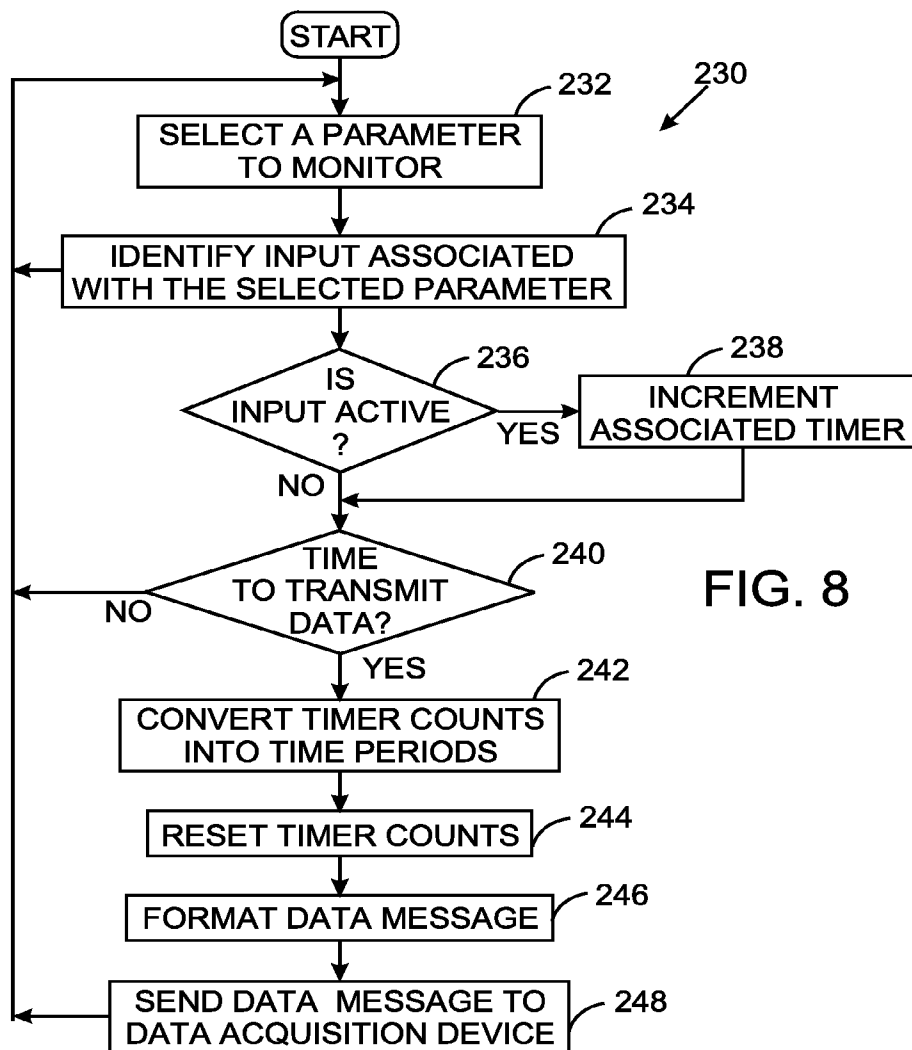 START
232
230
SELECT A PARAMETER
TO MONITOR
234
IDENTIFY INPUT ASSOCIATED
WITH THE SELECTED PARAMETER
236
IS
INPUT ACTIVE
?
YES
238
INCREMENT
ASSOCIATED TIMER
NO
240
TIME
TO TRANSMIT
DATA?
NO
YES
FIG. 8
242
CONVERT TIMER COUNTS
INTO TIME PERIODS
244
RESET TIMER COUNTS
246
FORMAT DATA MESSAGE
248
SEND DATA MESSAGE TO
DATA ACQUISITION DEVICE